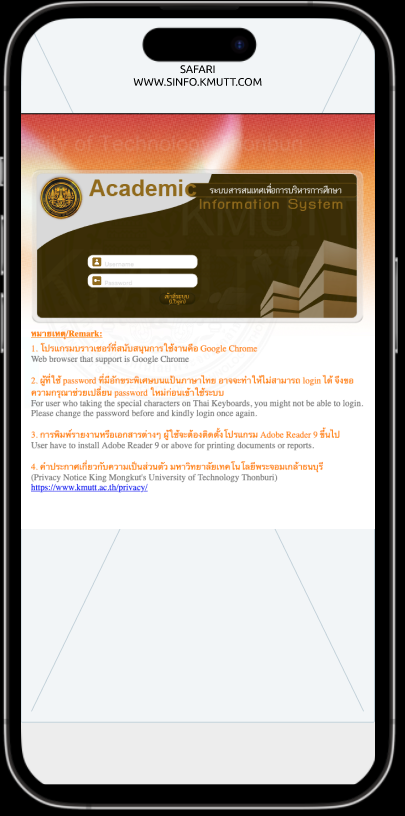 SAFARI
WWW.SINFO.KMUTT.COM
Academic
ระบบสารสนเทศเพื่อการบริหารการศึกษา
Information System
KMUTT
Username
Password
เข้าสู่ระบบ
หมายเหตุ/Remark:
1. โปรแกรมบราวเซอร์ที่สนับสนุนการใช้งานคือ Google Chrome
Web browser that support is Google Chrome
2. ผู้ที่ใช้ password ที่มีอักขระพิเศษบนแป้นภาษาไทย อาจจะทำให้ไม่สามารถ login ได้ จึงขอ
ความกรุณาช่วยเปลี่ยน password ใหม่ก่อนเข้าใช้ระบบ
For user who taking the special characters on Thai Keyboards, you might not be able to login.
Please change the password before and kindly login once again.
3. การพิมพ์รายงานหรือเอกสารต่างๆ ผู้ใช้จะต้องติดตั้งโปรแกรม Adobe Reader 9 ขึ้นไป
User have to install Adobe Reader 9 or above for printing documents or reports.
4. คำประกาศเกี่ยวกับความเป็นส่วนตัว มหาวิทยาลัยเทคโนโลยีพระจอมเกล้าธนบุรี
(Privacy Notice King Mongkut's University of Technology Thonburi)
https://www.kmutt.ac.th/privacy/